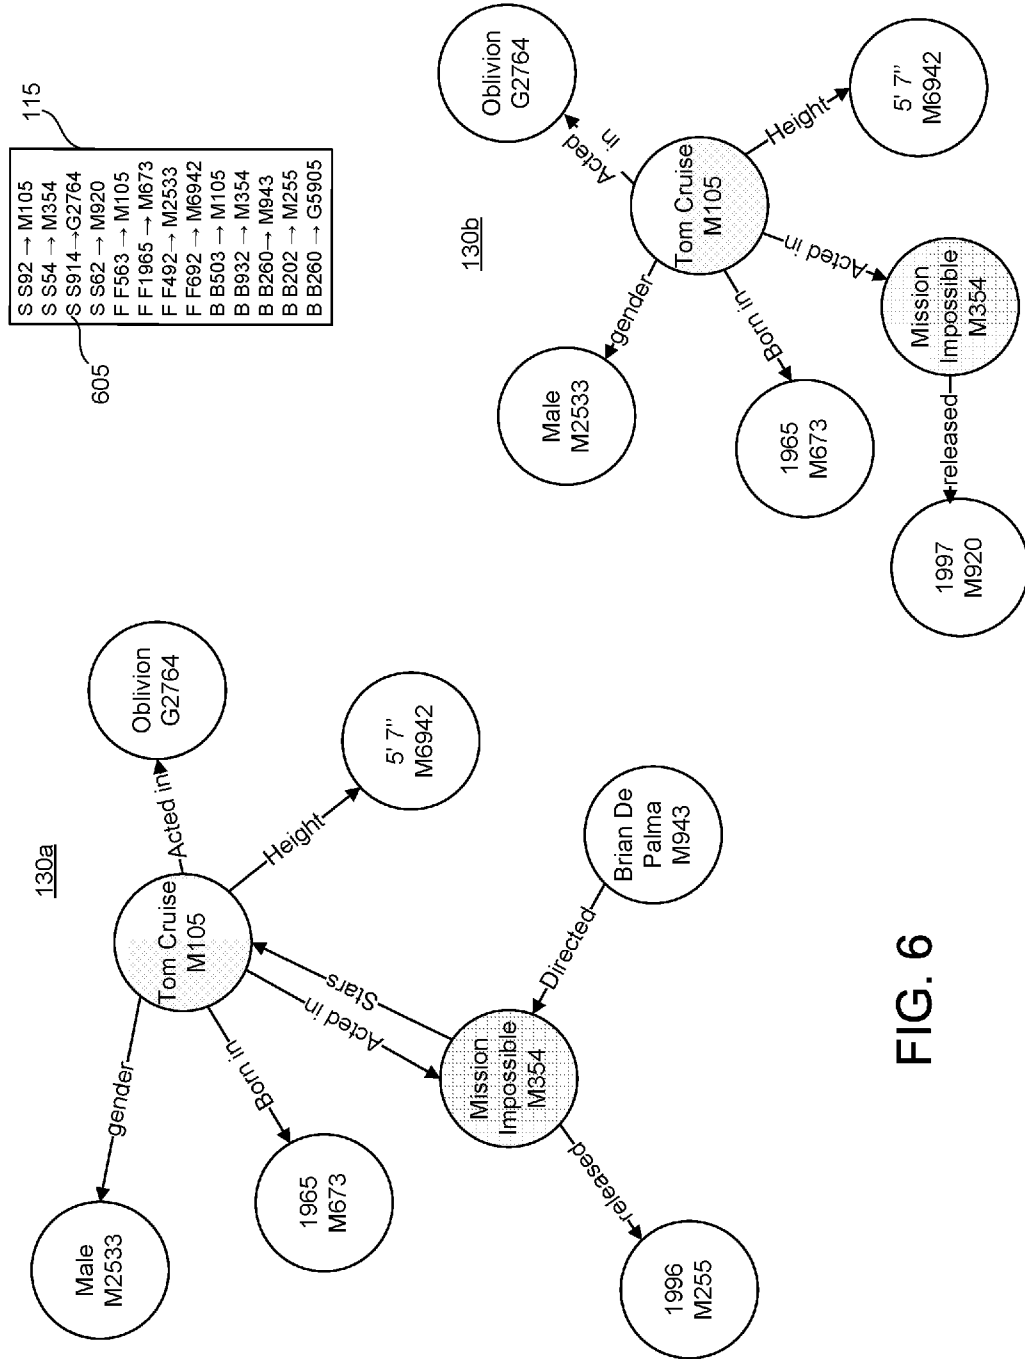 130a
Male
M2533
gender
Tom Cruise
M105
Acted in
Oblivion
G2764
Born in
1965
M673
Height
5' 7"
M6942
Acted in
Stars
Mission
Impossible
M354
Directed
Brian De
Palma
M943
released
1996
M255
605
115
S S92 → M105
S S54 → M354
S S914→G2764
S S62 → M920
F F563 → M105
F F1965 → M673
F F492→ M2533
F F692 → M6942
B B503 → M105
B B932 → M354
B B260→ M943
B B202 → M255
B B260 → G5905
130b
Male
M2533
gender
Tom Cruise
M105
Acted
in
Oblivion
G2764
Born in
1965
M673
Height
5' 7"
M6942
Acted in
Mission
Impossible
M354
released
1997
M920
FIG. 6